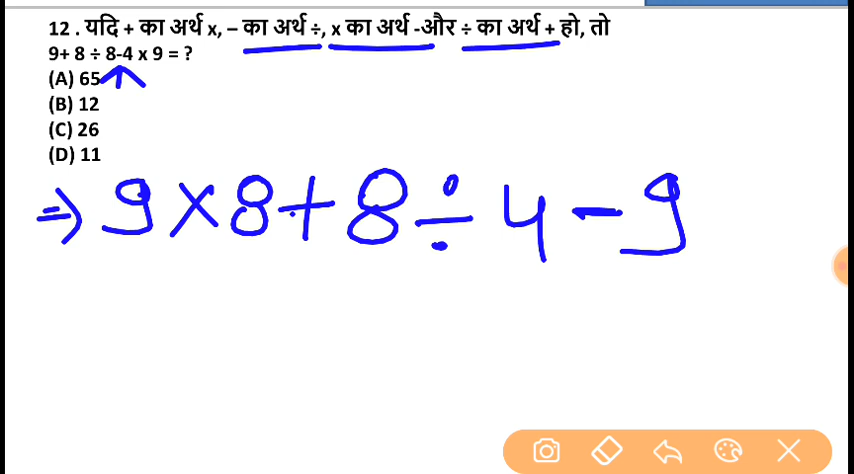 12 . यदि + का अर्थ x, – का अर्थ ÷, x का अर्थ -और ÷ का अर्थ + हो, तो
9+ 8 ÷ 8-4 x 9 = ?
(A) 65
(B) 12
(C) 26
(D) 11
⇒ 9 × 8 + 8 ÷ 4 - 9